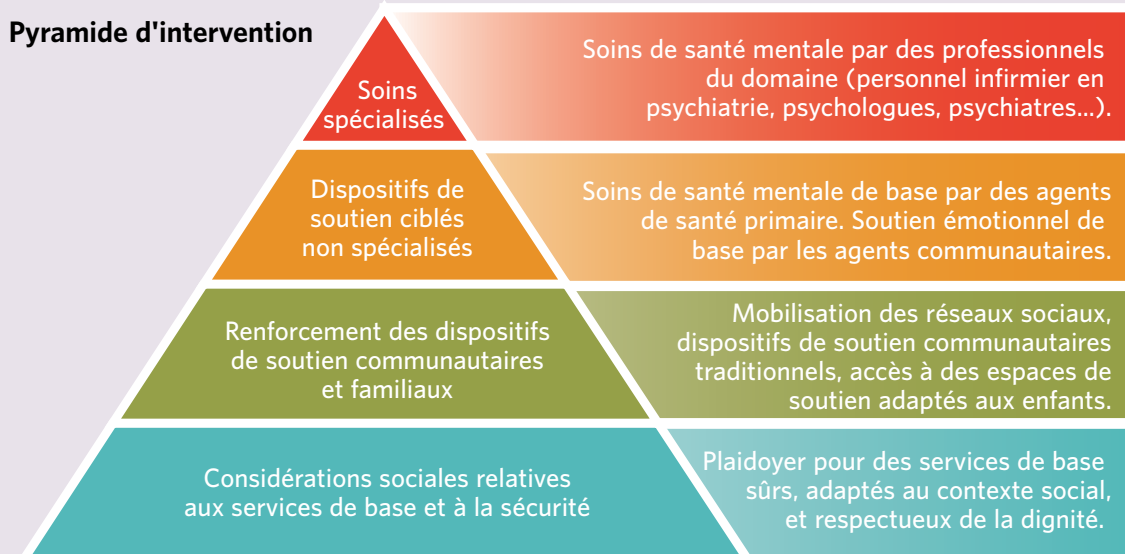 Pyramide d'intervention
Soins
spécialisés
Soins de santé mentale par des professionnels
du domaine (personnel infirmier en
psychiatrie, psychologues, psychiatres...).
Dispositifs de
soutien ciblés
non spécialisés
Soins de santé mentale de base par des agents
de santé primaire. Soutien émotionnel de
base par les agents communautaires.
Renforcement des dispositifs
de soutien communautaires
et familiaux
Mobilisation des réseaux sociaux,
dispositifs de soutien communautaires
traditionnels, accès à des espaces de
soutien adaptés aux enfants.
Considérations sociales relatives
aux services de base et à la sécurité
Plaidoyer pour des services de base
sûrs, adaptés au contexte social,
et respectueux de la dignité.